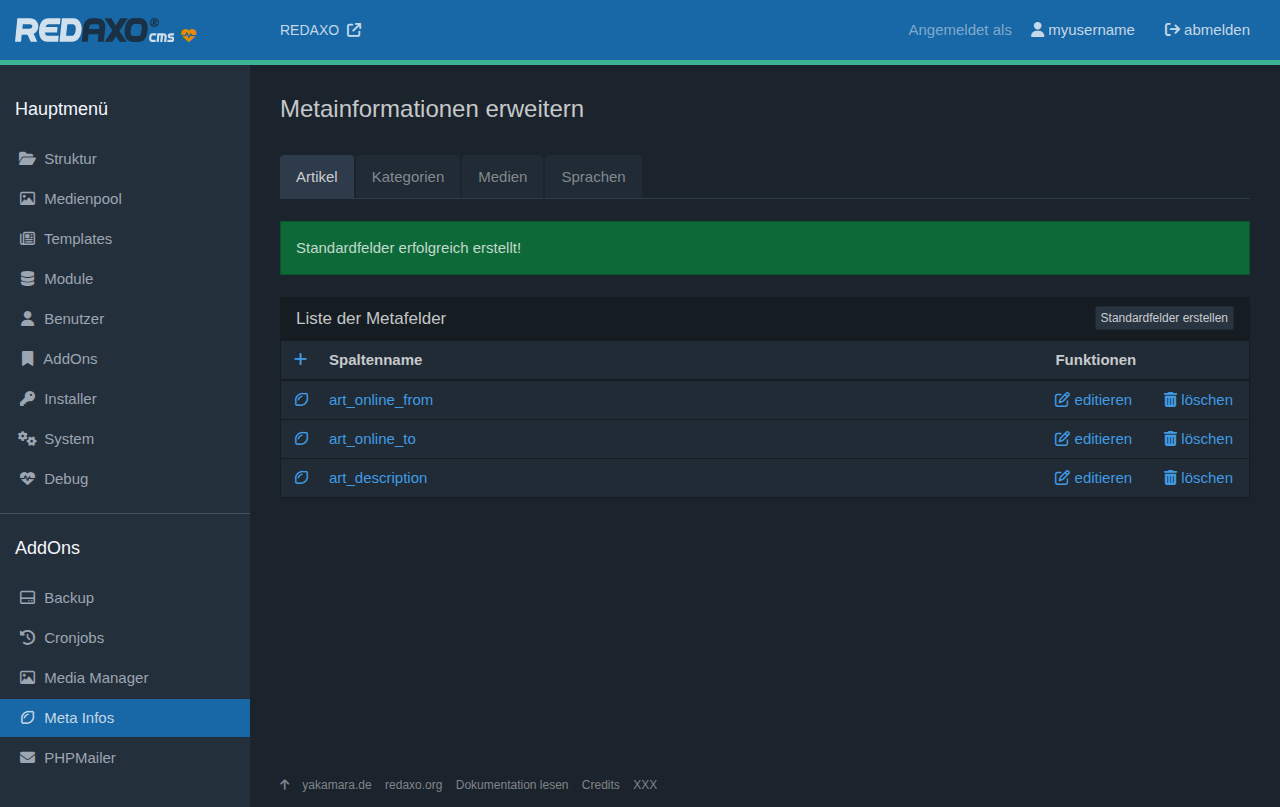 REDAXO® cms
REDAXO
Angemeldet als myusername abmelden
Hauptmenü
Struktur
Medienpool
Templates
Module
Benutzer
AddOns
Installer
System
Debug
AddOns
Backup
Cronjobs
Media Manager
Meta Infos
PHPMailer
Metainformationen erweitern
Artikel Kategorien Medien Sprachen
Standardfelder erfolgreich erstellt!
Liste der Metafelder Standardfelder erstellen
Spaltenname Funktionen
art_online_from editieren löschen
art_online_to editieren löschen
art_description editieren löschen
yakamara.de redaxo.org Dokumentation lesen Credits XXX